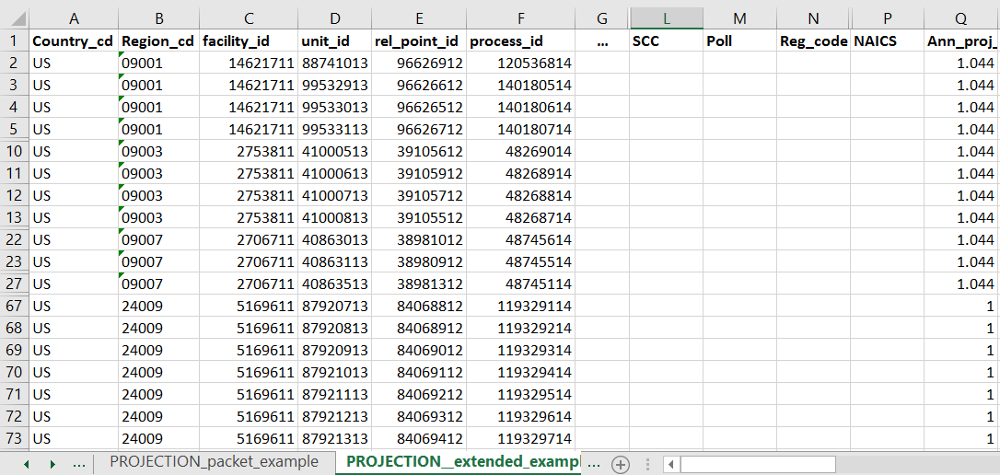 A B C D E F G L M N P Q
1 Country_cd Region_cd facility_id unit_id rel_point_id process_id ... SCC Poll Reg_code NAICS Ann_proj_
2 US 09001 14621711 88741013 96626912 120536814 1.044
3 US 09001 14621711 99532913 96626612 140180514 1.044
4 US 09001 14621711 99533013 96626512 140180614 1.044
5 US 09001 14621711 99533113 96626712 140180714 1.044
10 US 09003 2753811 41000513 39105612 48269014 1.044
11 US 09003 2753811 41000613 39105912 48268914 1.044
12 US 09003 2753811 41000713 39105712 48268814 1.044
13 US 09003 2753811 41000813 39105512 48268714 1.044
22 US 09007 2706711 40863013 38981012 48745614 1.044
23 US 09007 2706711 40863113 38980912 48745514 1.044
27 US 09007 2706711 40863513 38981312 48745114 1.044
67 US 24009 5169611 87920713 84068812 119329114 1
68 US 24009 5169611 87920813 84068912 119329214 1
69 US 24009 5169611 87920913 84069012 119329314 1
70 US 24009 5169611 87921013 84069112 119329414 1
71 US 24009 5169611 87921113 84069212 119329514 1
72 US 24009 5169611 87921213 84069312 119329614 1
73 US 24009 5169611 87921313 84069412 119329714 1
... PROJECTION_packet_example PROJECTION__extended_exampl ...